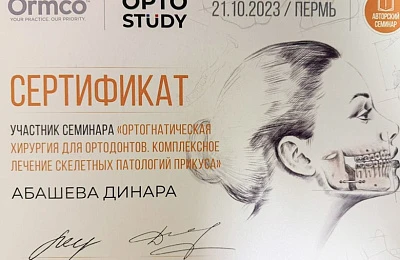 Ormco
YOUR PRACTICE. OUR PRIORITY.
OPTO
STUDY
21.10.2023 / ПЕРМЬ
АВТОРСКИЙ
СЕМИНАР
СЕРТИФИКАТ
УЧАСТНИК СЕМИНАРА «ОРТОГНАТИЧЕСКАЯ
ХИРУРГИЯ ДЛЯ ОРТОДОНТОВ. КОМПЛЕКСНОЕ
ЛЕЧЕНИЕ СКЕЛЕТНЫХ ПАТОЛОГИЙ ПРИКУСА»
АБАШЕВА ДИНАРА